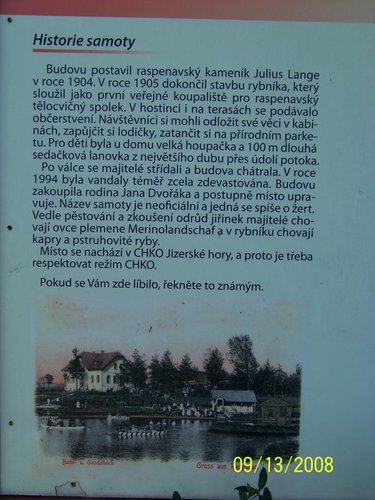 Historie samoty
Budovu postavil raspenavský kameník Julius Lange
v roce 1904. V roce 1905 dokončil stavbu rybníka, který
sloužil jako první veřejné koupaliště pro raspenavský
tělocvičný spolek. V hostinci i na terasách se podávalo
občerstvení. Návštěvníci si mohli odložit své věci v kabi-
nách, zapůjčit si lodičky, zatančit si na přírodním parke-
tu. Pro děti byla u domu velká houpačka a 100 m dlouhá
sedačková lanovka z největšího dubu přes údolí potoka.
Po válce se majitelé střídali a budova chátrala. V roce
1994 byla vandaly téměř zcela zdevastována. Budovu
zakoupila rodina Jana Dvořáka a postupně místo upra-
vuje. Název samoty je neoficiální a jedná se spíše o žert.
Vedle pěstování a zkoušení odrůd jiřinek majitelé cho-
vají ovce plemene Merinolandschaf a v rybníku chovají
kapry a pstruhovité ryby.
Místo se nachází v CHKO Jizerské hory, a proto je třeba
respektovat režim CHKO.
Pokud se Vám zde líbilo, řekněte to známým.
Bade- u. Gondelteich
Gruss aus
09/13/2008